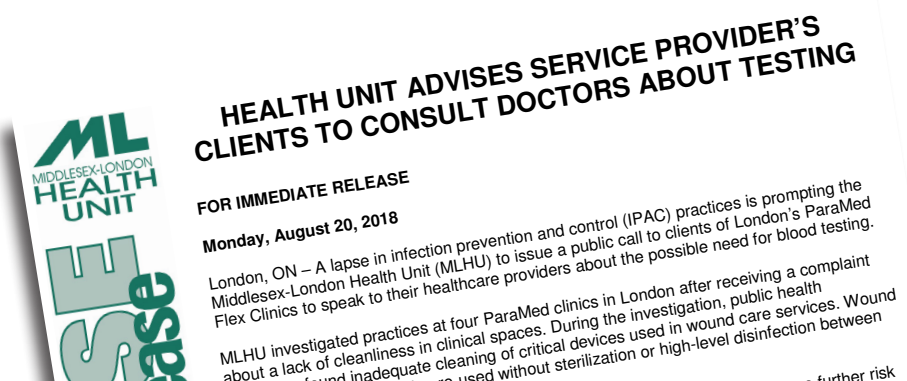 HEALTH UNIT ADVISES SERVICE PROVIDER'S
CLIENTS TO CONSULT DOCTORS ABOUT TESTING
ML
MIDDLESEX-LONDON
HEALTH
UNIT
FOR IMMEDIATE RELEASE
Monday, August 20, 2018
London, ON – A lapse in infection prevention and control (IPAC) practices is prompting the
Middlesex-London Health Unit (MLHU) to issue a public call to clients of London's ParaMed
Flex Clinics to speak to their healthcare providers about the possible need for blood testing.
MLHU investigated practices at four ParaMed clinics in London after receiving a complaint
about a lack of cleanliness in clinical spaces. During the investigation, public health
found inadequate cleaning of critical devices used in wound care services. Wound
used without sterilization or high-level disinfection between
further risk